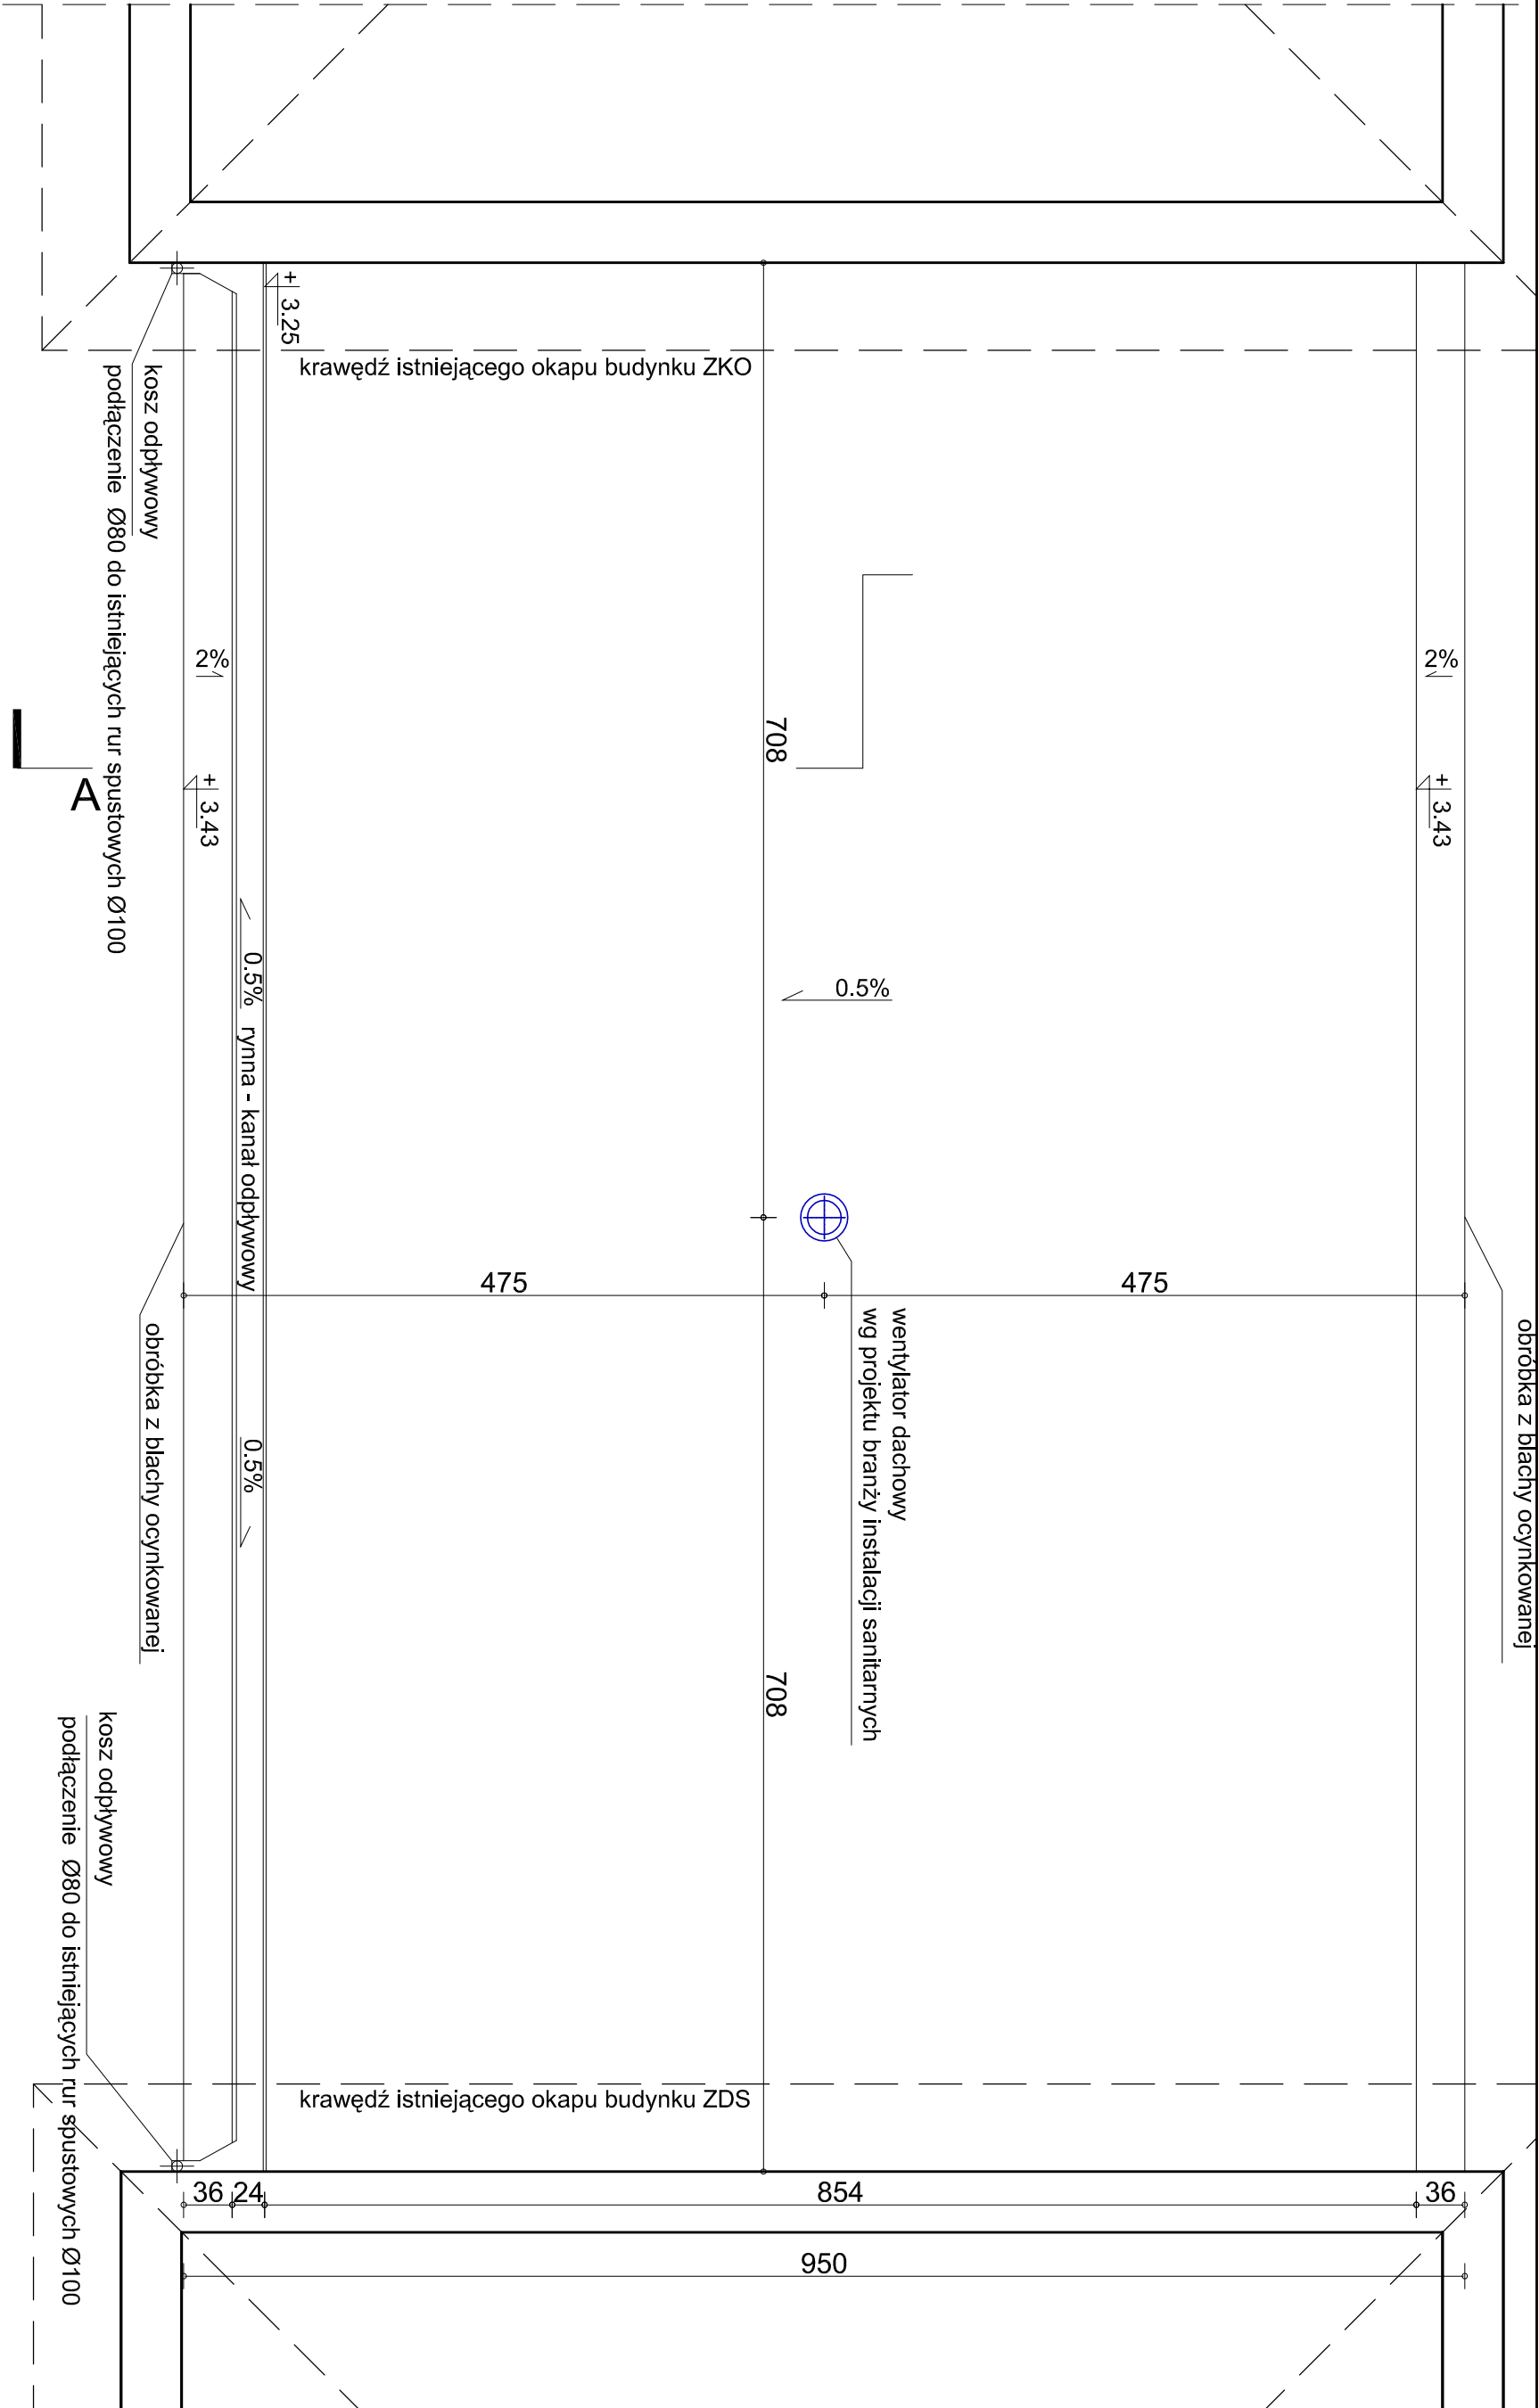 + 3.25
krawędź istniejącego okapu budynku ZKO
kosz odpływowy
podłączenie Ø80 do istniejących rur spustowych Ø100
2%
2%
708
A
+ 3.43
+ 3.43
0.5%
rynna - kanał odpływowy
0.5%
475
475
wentylator dachowy
wg projektu branży instalacji sanitarnych
obróbka z blachy ocynkowanej
obróbka z blachy ocynkowanej
0.5%
708
kosz odpływowy
podłączenie Ø80 do istniejących rur spustowych Ø100
krawędź istniejącego okapu budynku ZDS
36 24 854 36
950